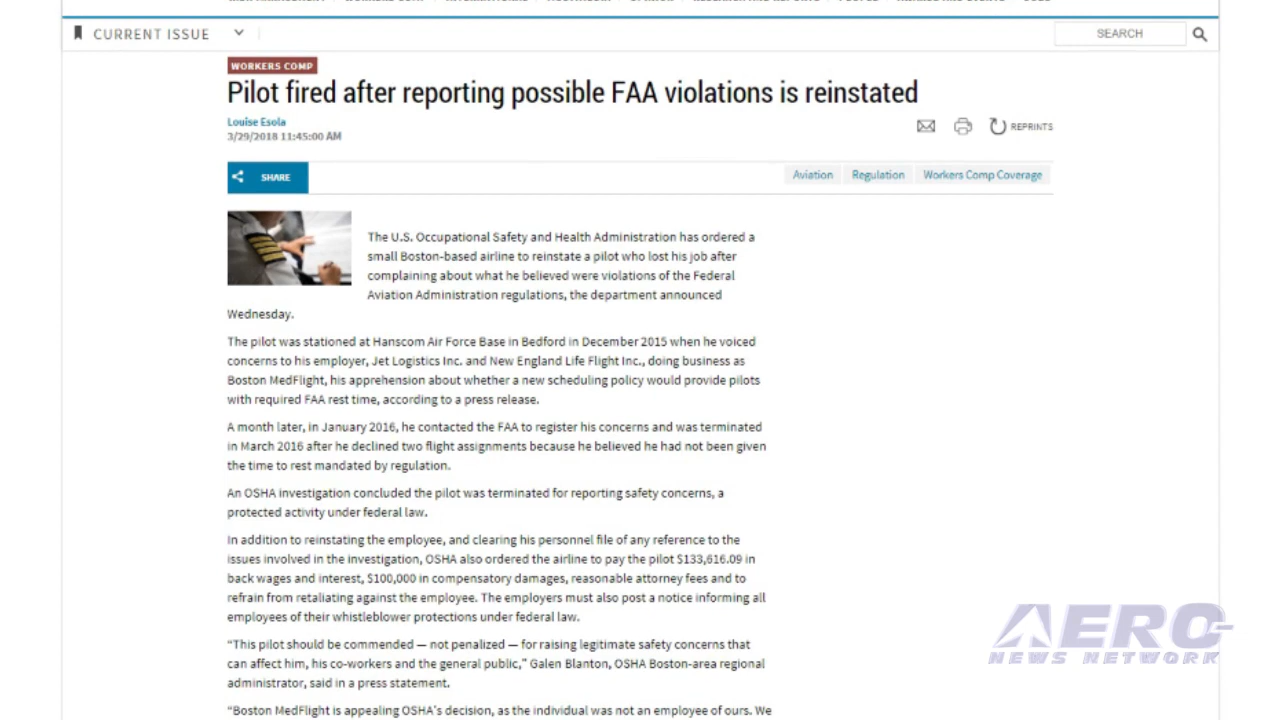 CURRENT ISSUE
SEARCH
WORKERS COMP
Pilot fired after reporting possible FAA violations is reinstated
Louise Esola
3/29/2018 11:45:00 AM
REPRINTS
SHARE
Aviation Regulation Workers Comp Coverage
The U.S. Occupational Safety and Health Administration has ordered a
small Boston-based airline to reinstate a pilot who lost his job after
complaining about what he believed were violations of the Federal
Aviation Administration regulations, the department announced
Wednesday.
The pilot was stationed at Hanscom Air Force Base in Bedford in December 2015 when he voiced
concerns to his employer, Jet Logistics Inc. and New England Life Flight Inc., doing business as
Boston MedFlight, his apprehension about whether a new scheduling policy would provide pilots
with required FAA rest time, according to a press release.
A month later, in January 2016, he contacted the FAA to register his concerns and was terminated
in March 2016 after he declined two flight assignments because he believed he had not been given
the time to rest mandated by regulation.
An OSHA investigation concluded the pilot was terminated for reporting safety concerns, a
protected activity under federal law.
In addition to reinstating the employee, and clearing his personnel file of any reference to the
issues involved in the investigation, OSHA also ordered the airline to pay the pilot $133,616.09 in
back wages and interest, $100,000 in compensatory damages, reasonable attorney fees and to
refrain from retaliating against the employee. The employers must also post a notice informing all
employees of their whistleblower protections under federal law.
“This pilot should be commended — not penalized — for raising legitimate safety concerns that
can affect him, his co-workers and the general public,” Galen Blanton, OSHA Boston-area regional
administrator, said in a press statement.
“Boston MedFlight is appealing OSHA’s decision, as the individual was not an employee of ours. We
AERO
NEWS NETWORK